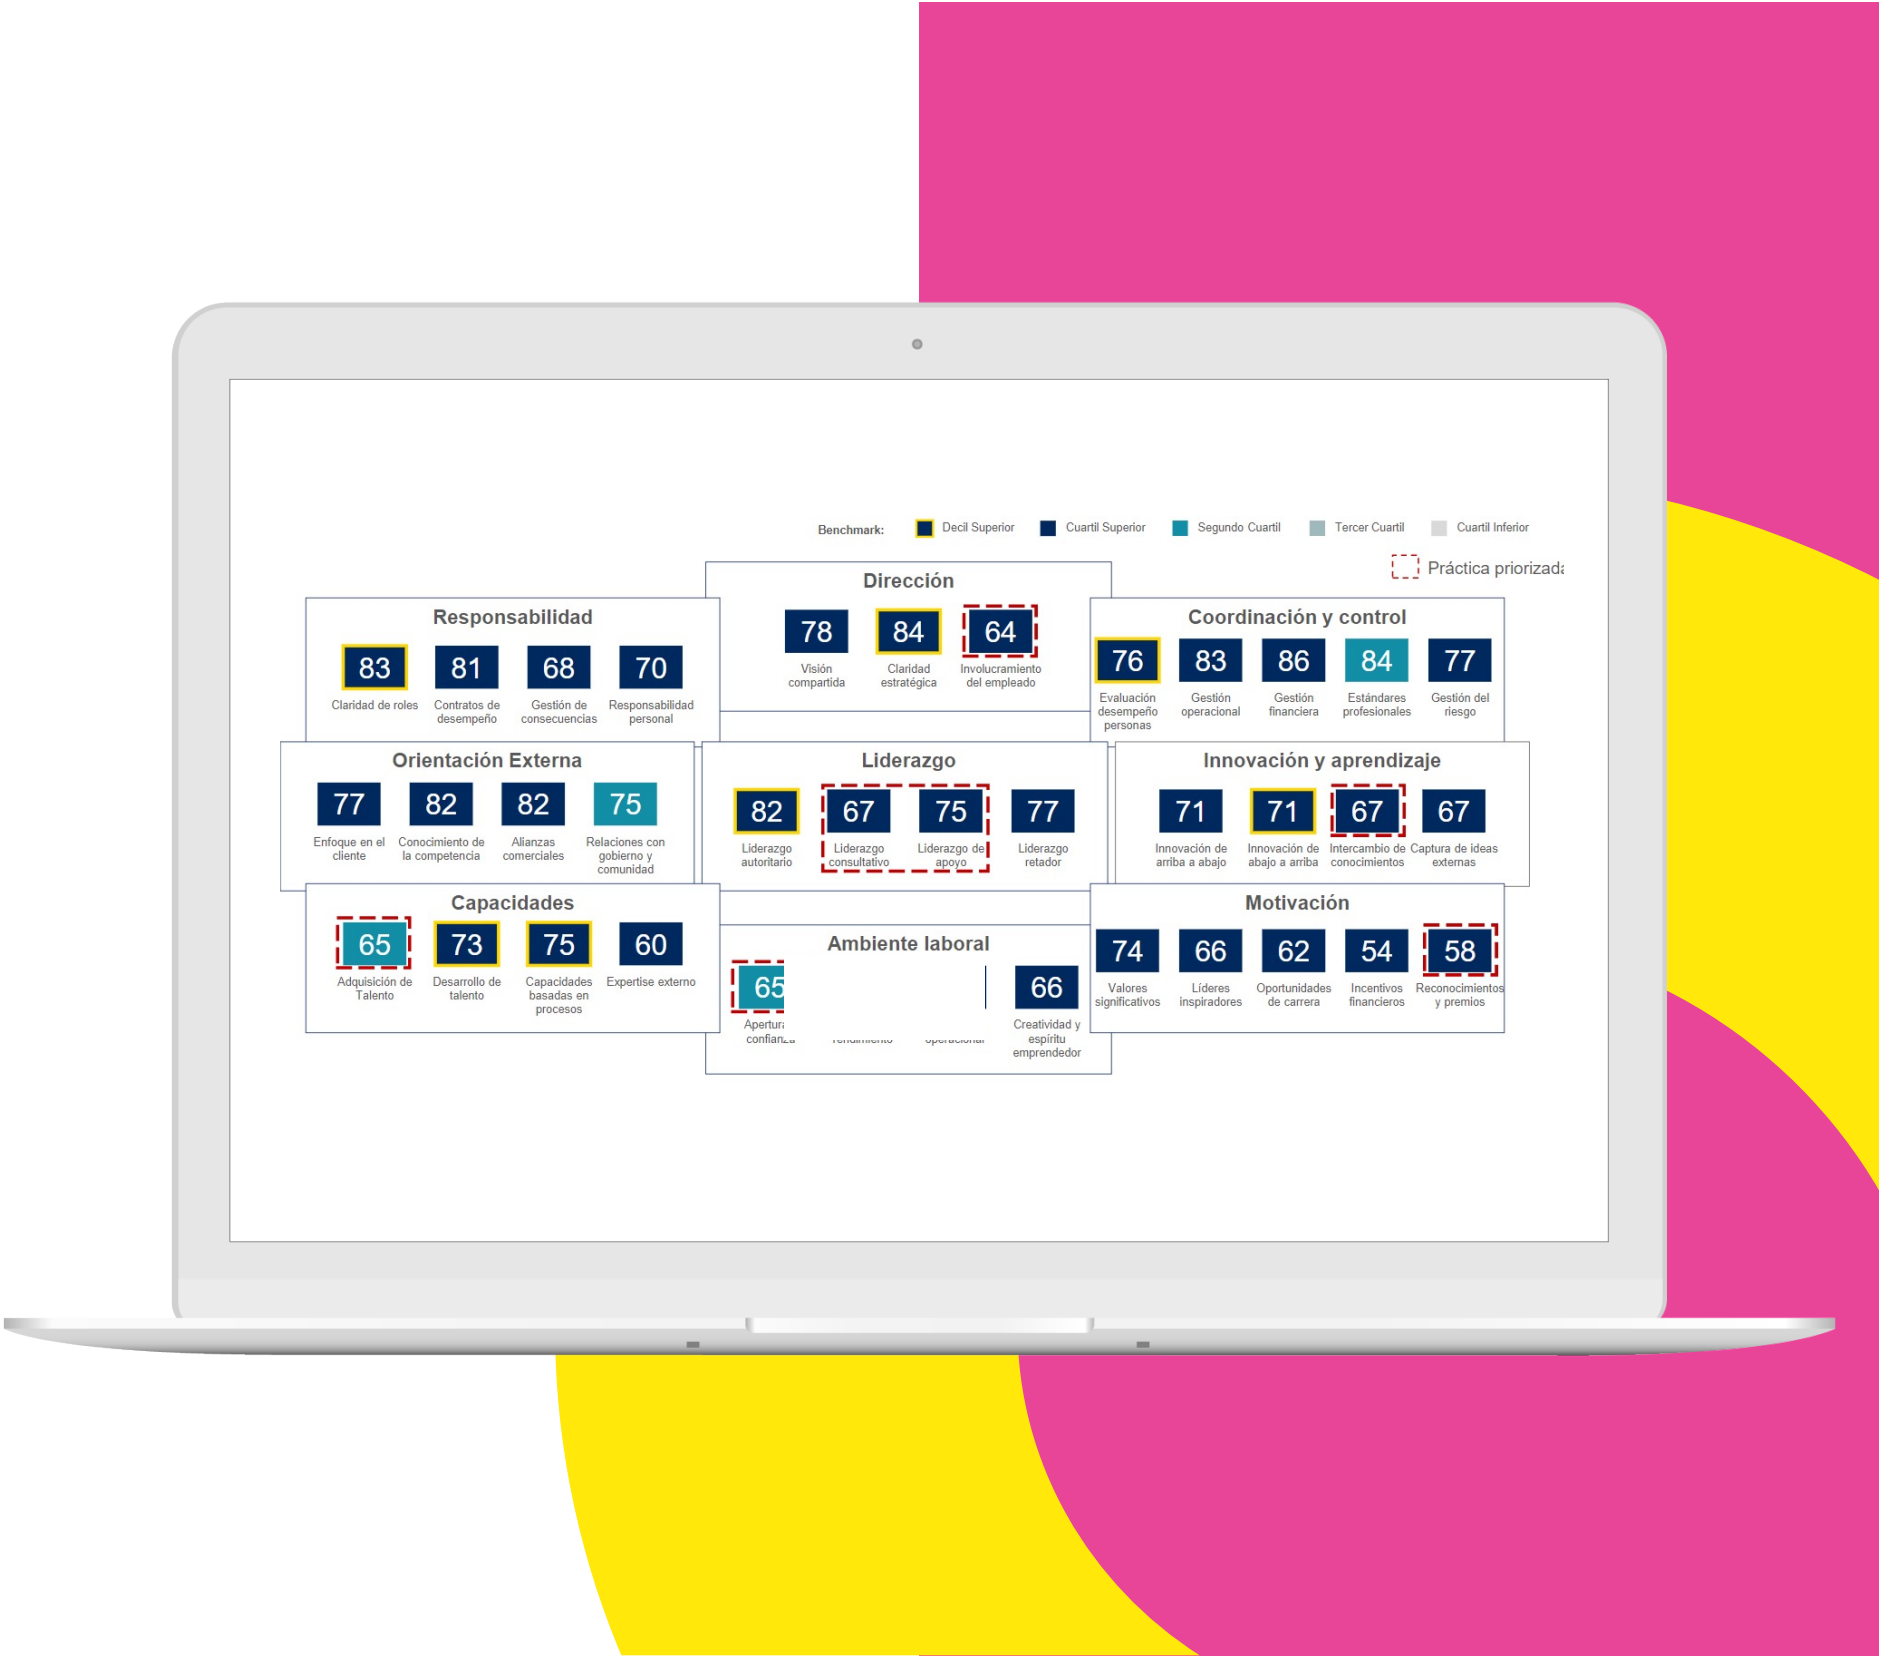 Benchmark: Decil Superior Cuartil Superior Segundo Cuartil Tercer Cuartil Cuartil Inferior
Práctica
Dirección
78 84 64
Visión Claridad Involucramiento
compartida estratégica del empleado
Responsabilidad
83 81 68 70
Claridad de roles Contratos de Gestión de Responsabilidad
desempeño consecuencias personal
Coordinación y control
76 83 86 84 77
Evaluación Gestión Gestión Estándares Gestión del
desempeño operacional financiera profesionales riesgo
personas
Orientación Externa
77 82 82 75
Enfoque en el Conocimiento de Alianzas Relaciones con
cliente la competencia comerciales gobierno y
comunidad
Liderazgo
82 67 75 77
Liderazgo Liderazgo Liderazgo de Liderazgo
autoritario consultativo apoyo retador
Innovación y aprendizaje
71 71 67 67
Innovación de Innovación de Intercambio de Captura de ideas
arriba a abajo abajo a arriba conocimientos externas
Capacidades
65 73 75 60
Adquisición de Desarrollo de Capacidades Expertise externo
Talento talento basadas en
procesos
Ambiente laboral
65 66
Creatividad y
confianza espíritu
emprendedor
Motivación
74 66 62 54 58
Valores Líderes Oportunidades Incentivos Reconocimientos
significativos inspiradores de carrera financieros y premios